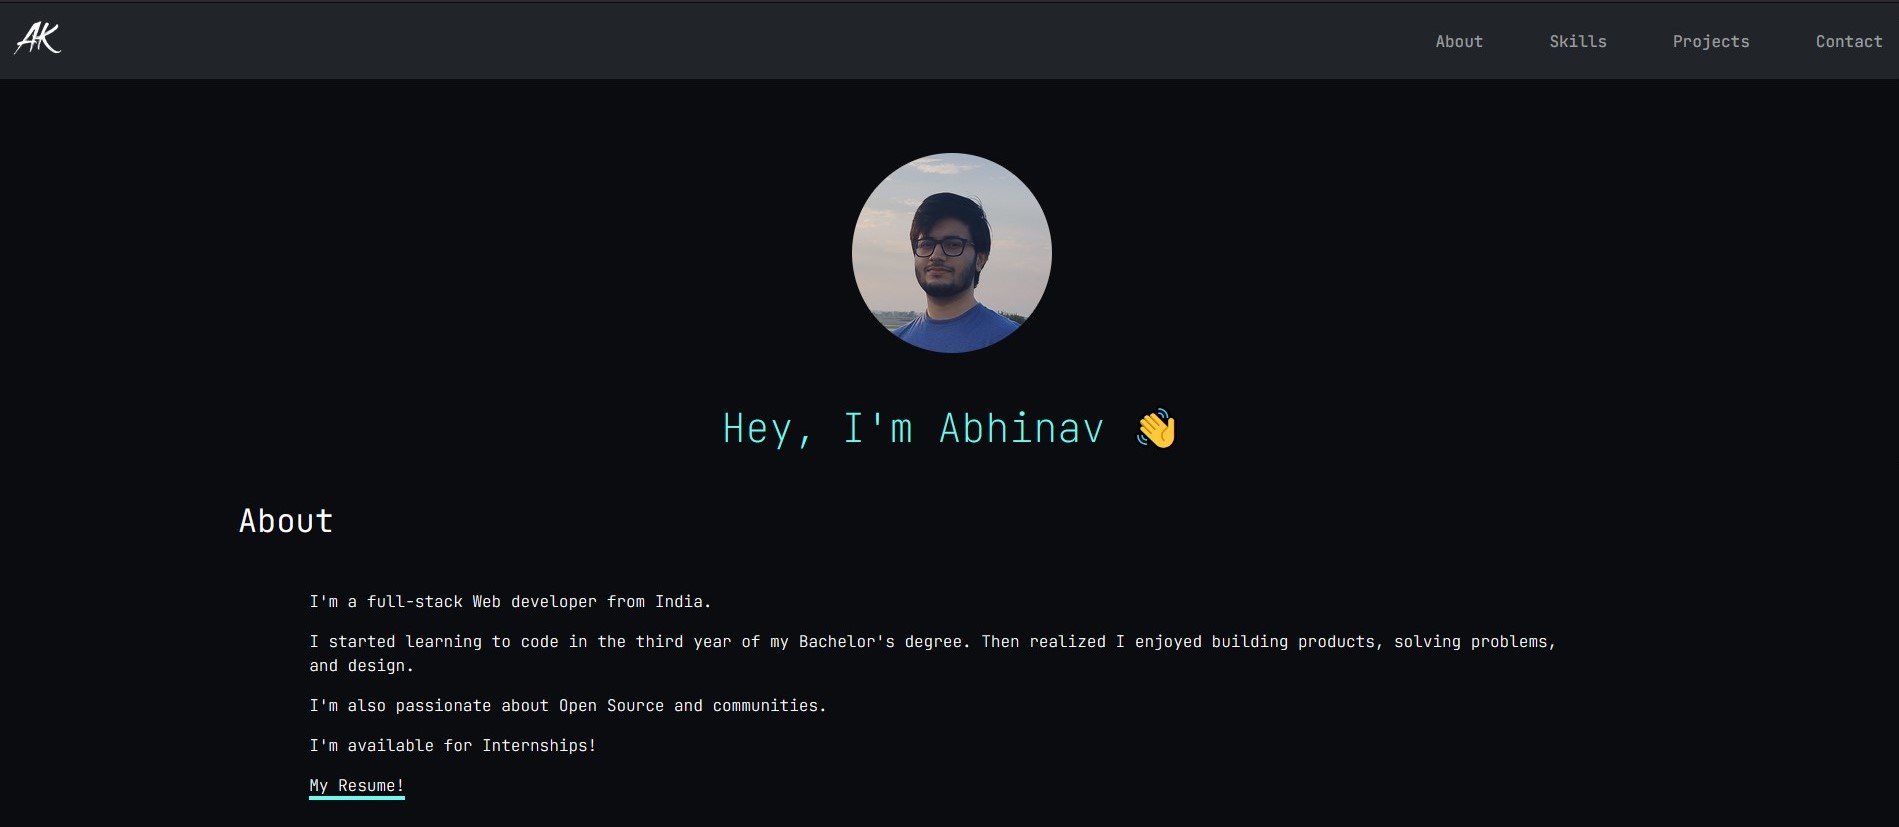 AK
About Skills Projects Contact
Hey, I'm Abhinav 👋
About
I'm a full-stack Web developer from India.
I started learning to code in the third year of my Bachelor's degree. Then realized I enjoyed building products, solving problems,
and design.
I'm also passionate about Open Source and communities.
I'm available for Internships!
My Resume!